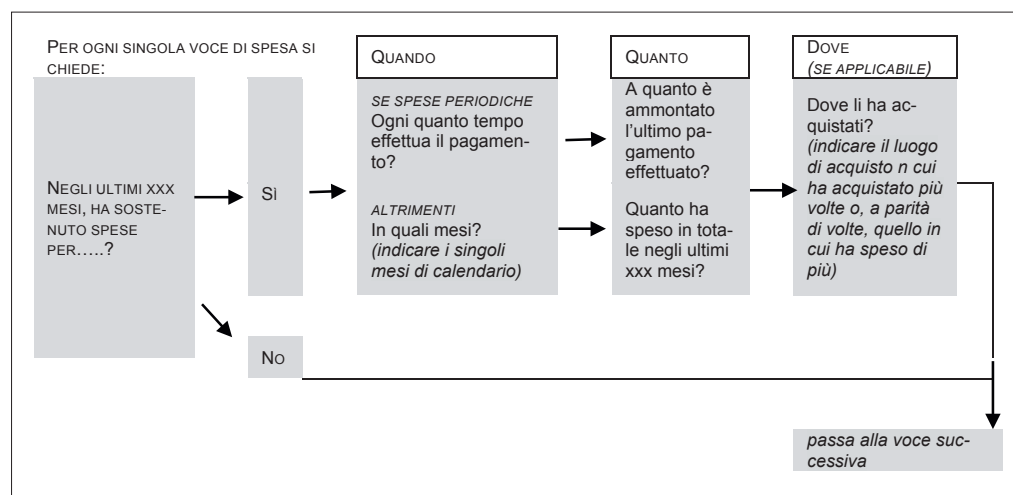 PER OGNI SINGOLA VOCE DI SPESA SI
CHIEDE:
NEGLI ULTIMI XXX
MESI, HA SOSTE-
NUTO SPESE
PER…..?
SÌ
NO
QUANDO
SE SPESE PERIODICHE
Ogni quanto tempo
effettua il pagamen-
to?
ALTRIMENTI
In quali mesi?
(indicare i singoli
mesi di calendario)
QUANTO
A quanto è
ammontato
l'ultimo pa-
gamento
effettuato?
Quanto ha
speso in tota-
le negli ultimi
xxx mesi?
DOVE
(SE APPLICABILE)
Dove li ha ac-
quistati?
(indicare il luogo
di acquisto n cui
ha acquistato più
volte o, a parità
di volte, quello in
cui ha speso di
più)
passa alla voce suc-
cessiva